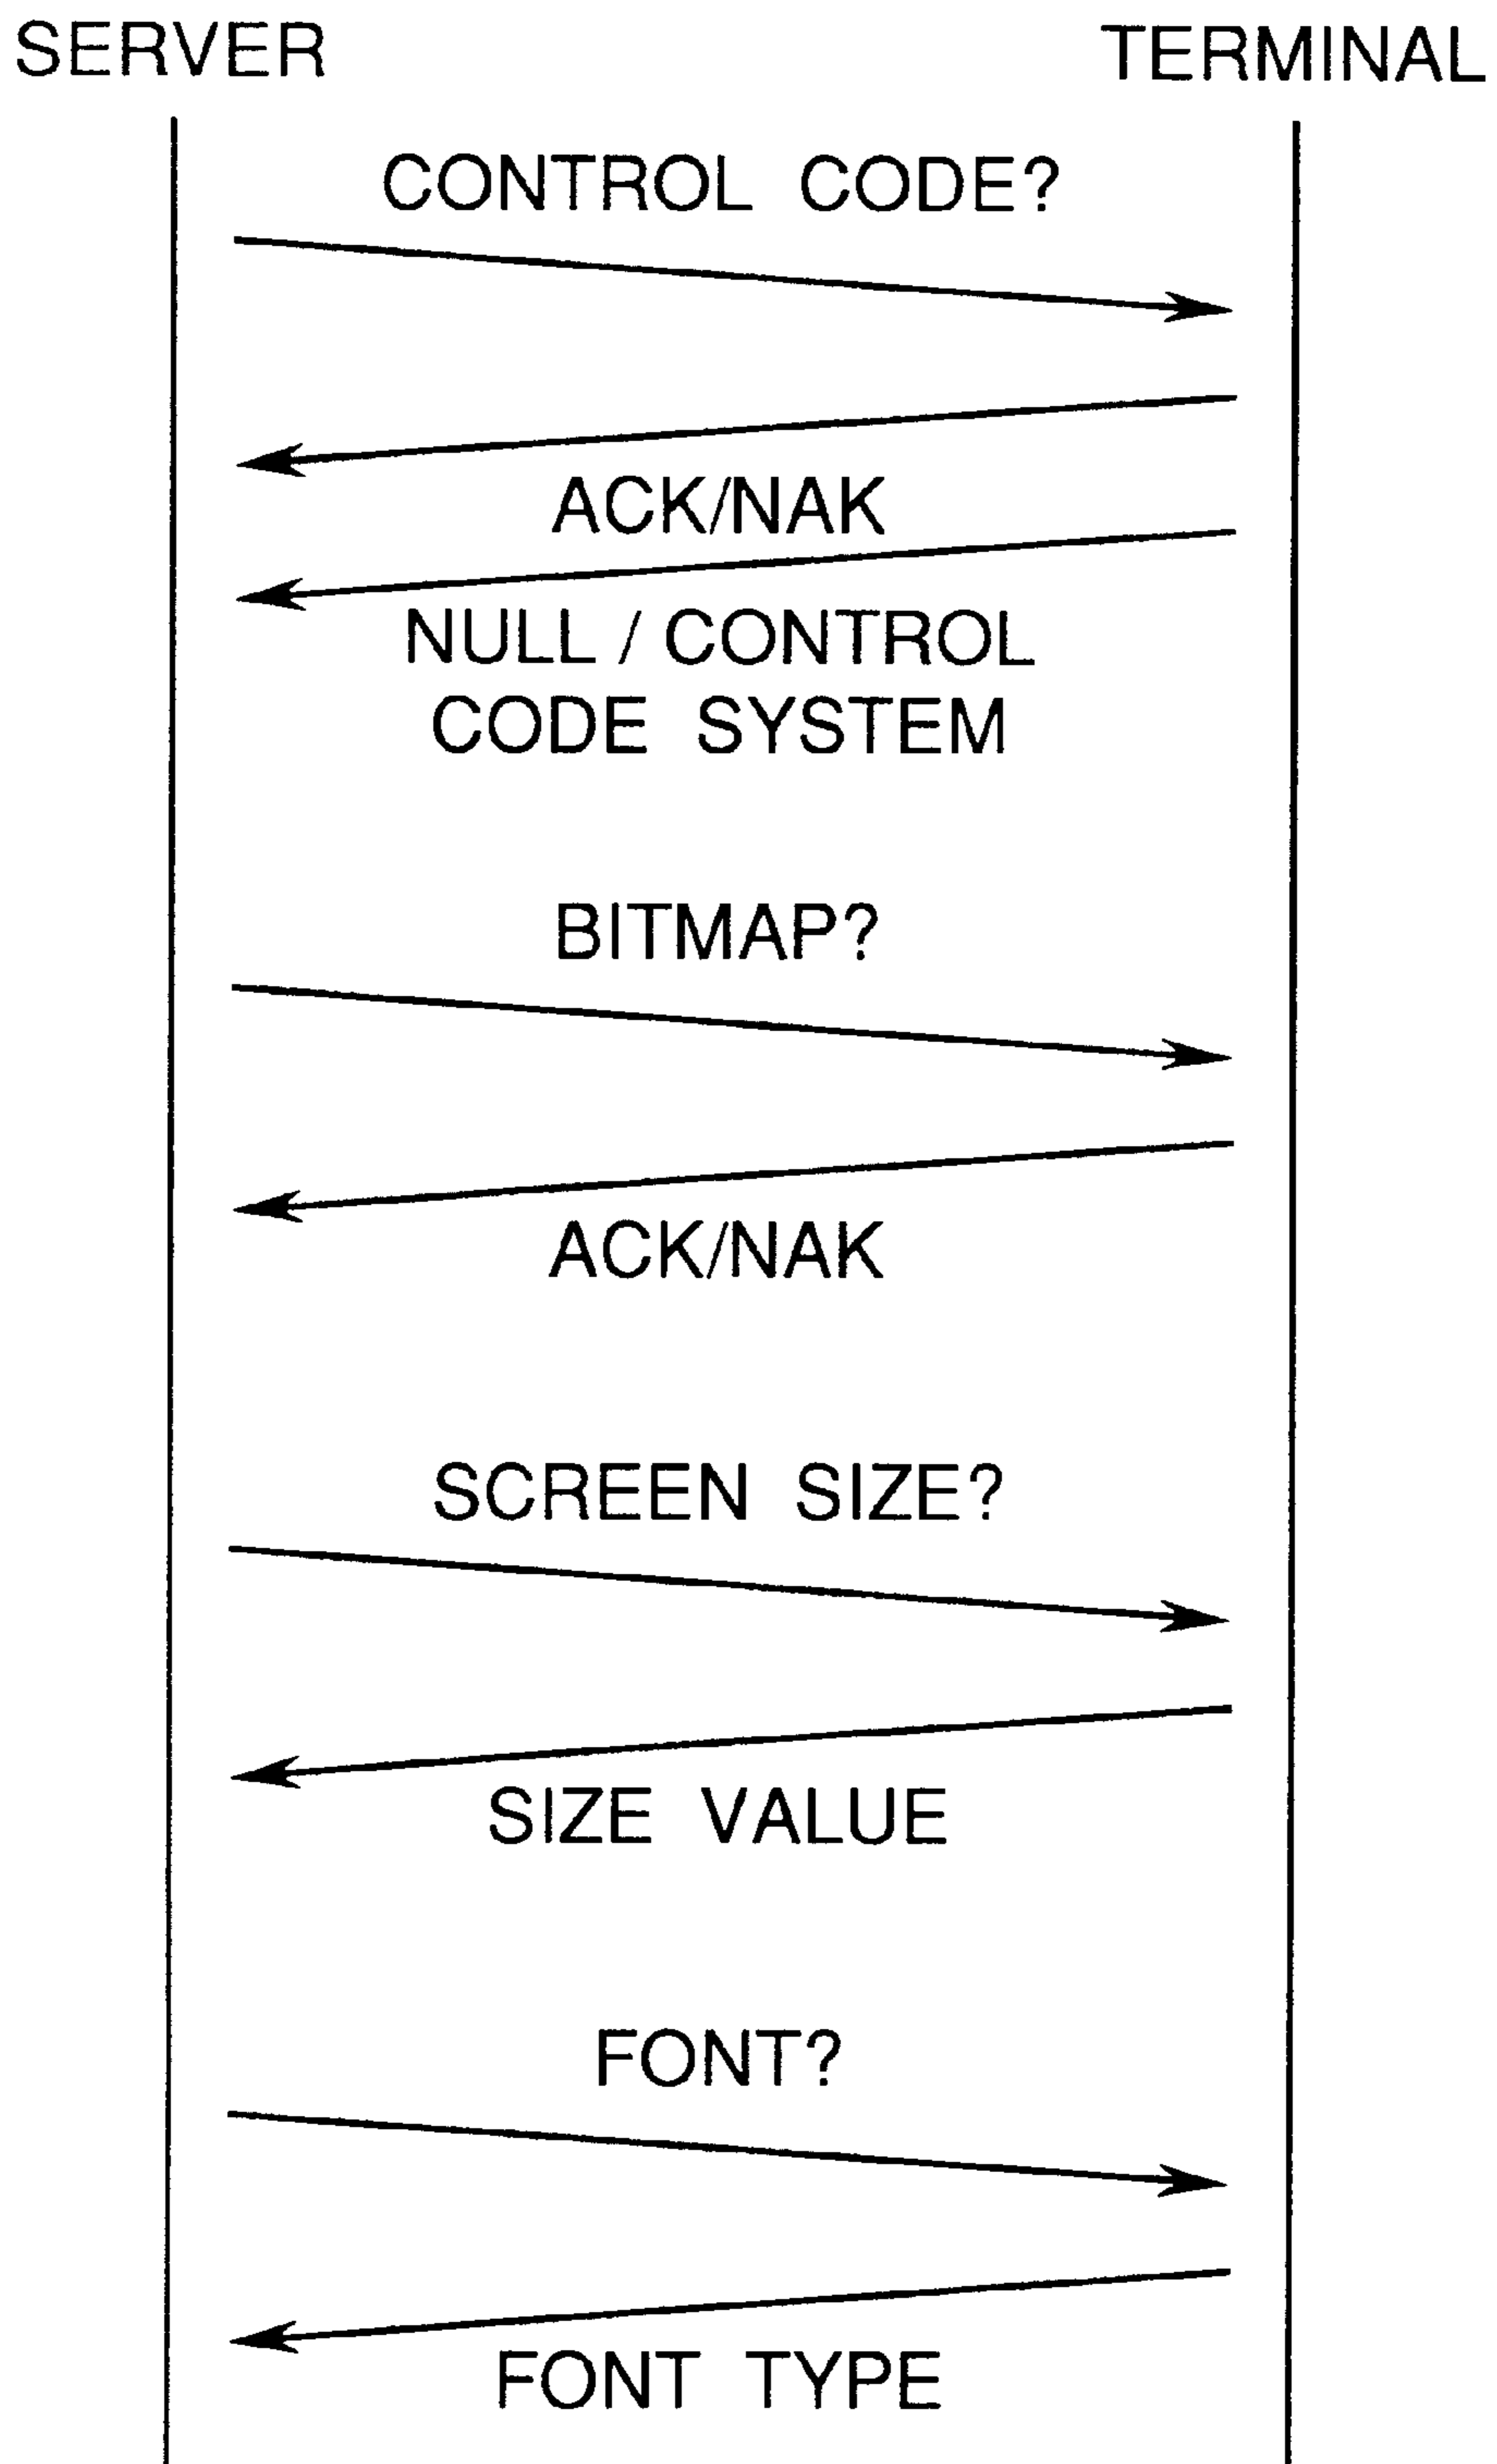 SERVER
TERMINAL
CONTROL CODE?
ACK/NAK
NULL / CONTROL
CODE SYSTEM
BITMAP?
ACK/NAK
SCREEN SIZE?
SIZE VALUE
FONT?
FONT TYPE